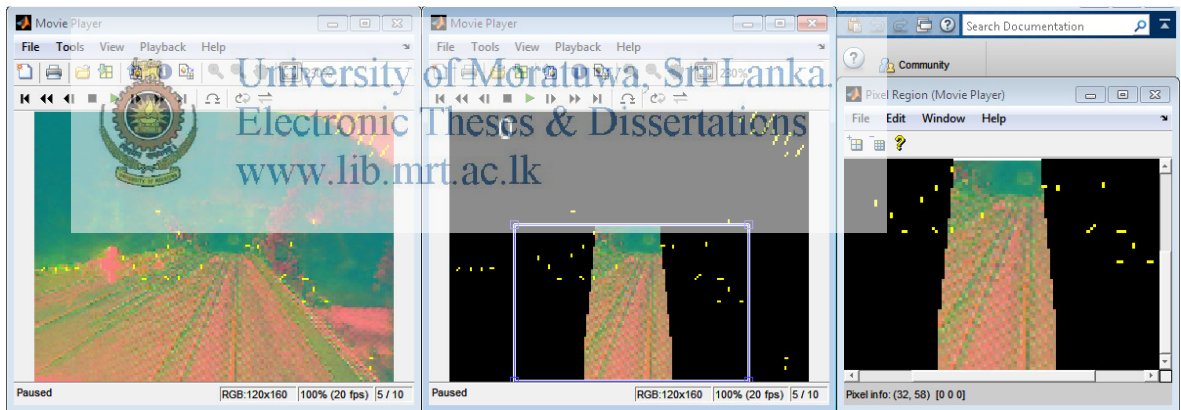 Movie Player
File Tools View Playback Help
Paused
RGB:120x160 100% (20 fps) 5 / 10
Movie Player
File Tools View Playback Help
230%
Paused
RGB:120x160 100% (20 fps) 5 / 10
Search Documentation
Community
Pixel Region (Movie Player)
File Edit Window Help
Pixel info: (32, 58) [0 0 0]
University of Moratuwa, Sri Lanka.
Electronic Theses & Dissertations
www.lib.mrt.ac.lk